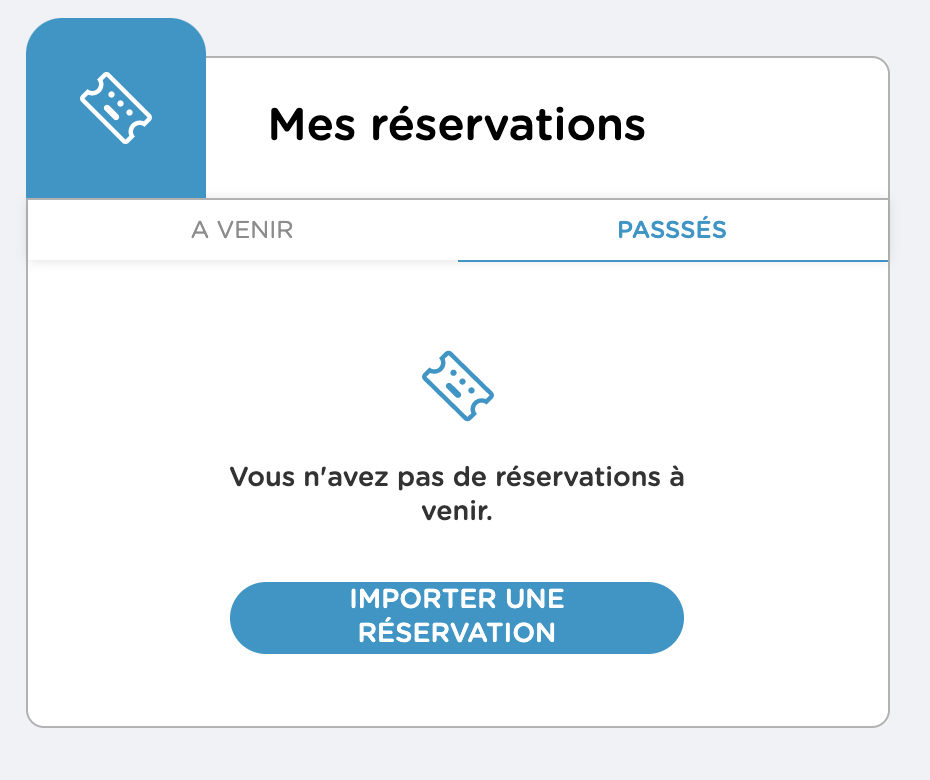 Mes réservations
A VENIR
PASSSÉS
Vous n'avez pas de réservations à
venir.
IMPORTER UNE
RÉSERVATION